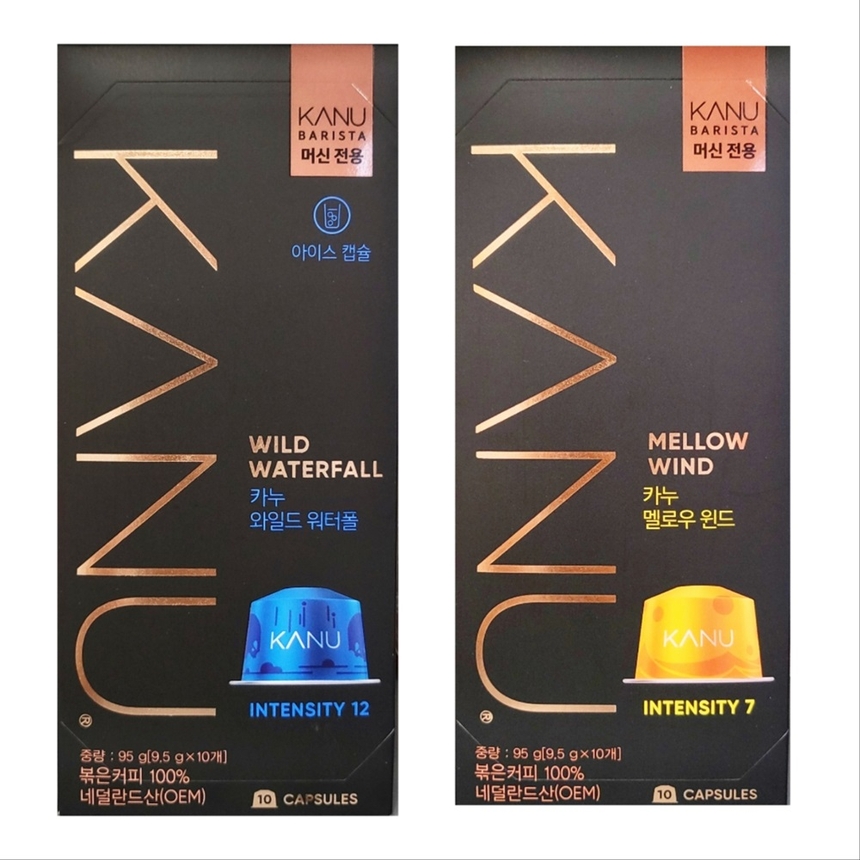 KANU
BARISTA
머신 전용
아이스 캡슐
KANU
WILD
WATERFALL
카누
와일드 워터폴
KANU
INTENSITY 12
®
중량 : 95 g[9.5 g×10개]
볶은커피 100%
네덜란드산(OEM)
10 CAPSULES
KANU
BARISTA
머신 전용
KANU
MELLOW
WIND
카누
멜로우 윈드
KANU
INTENSITY 7
®
중량 : 95 g[9.5 g×10개]
볶은커피 100%
네덜란드산(OEM)
10 CAPSULES